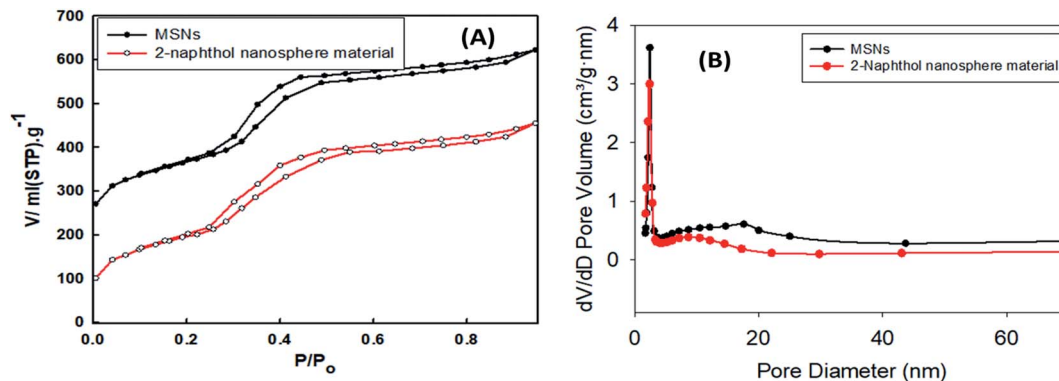 700
600
500
400
300
200
100
0
V/ ml(STP).g-1
MSNs
2-naphthol nanosphere material
(A)
0.0 0.2 0.4 0.6 0.8
P/Po
4
3
2
1
0
dV/dD Pore Volume (cm³/g·nm)
(B)
MSNs
2-Naphthol nanosphere material
0 20 40 60
Pore Diameter (nm)